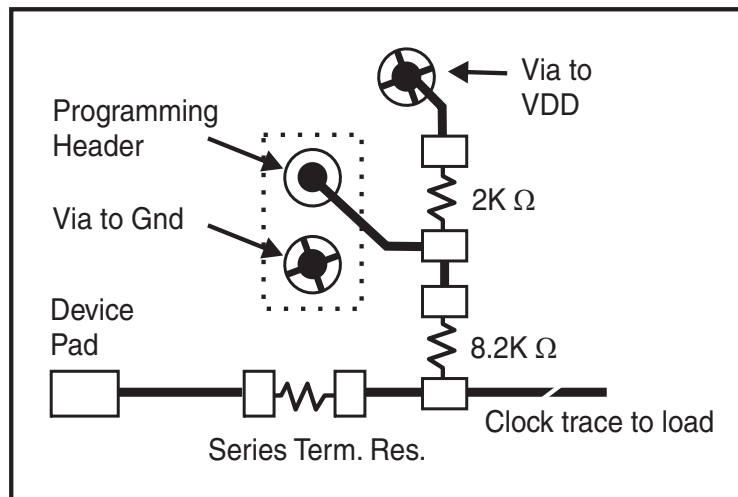 Via to
VDD
Programming
Header
2K Ω
Via to Gnd
Device
Pad
8.2K Ω
Clock trace to load
Series Term. Res.